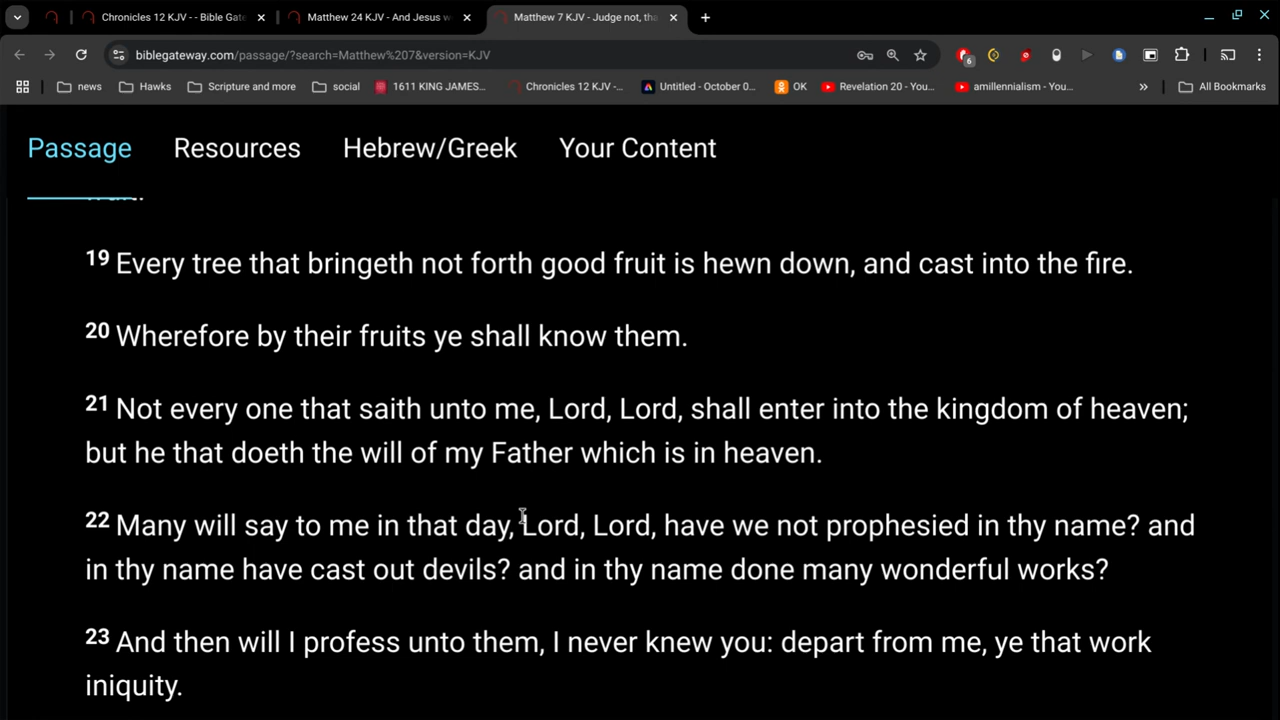 Chronicles 12 KJV - - Bible Gate
Matthew 24 KJV - And Jesus w
Matthew 7 KJV - Judge not, tha
biblegateway.com/passage/?search=Matthew%207&version=KJV
6
news
Hawks
Scripture and more
social
1611 KING JAMES...
Chronicles 12 KJV -...
Untitled - October 0...
OK
Revelation 20 - You...
amillennialism - You...
All Bookmarks
Passage
Resources
Hebrew/Greek
Your Content
19 Every tree that bringeth not forth good fruit is hewn down, and cast into the fire.
20 Wherefore by their fruits ye shall know them.
21 Not every one that saith unto me, Lord, Lord, shall enter into the kingdom of heaven;
but he that doeth the will of my Father which is in heaven.
22 Many will say to me in that day, Lord, Lord, have we not prophesied in thy name? and
in thy name have cast out devils? and in thy name done many wonderful works?
23 And then will I profess unto them, I never knew you: depart from me, ye that work
iniquity.